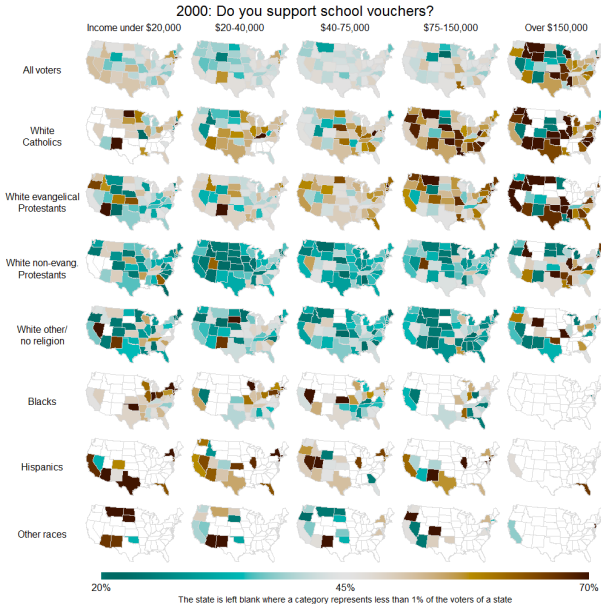 2000: Do you support school vouchers?
Income under $20,000 $20-40,000 $40-75,000 $75-150,000 Over $150,000
All voters
White
Catholics
White evangelical
Protestants
White non-evang.
Protestants
White other/
no religion
Blacks
Hispanics
Other races
20% 45% 70%
The state is left blank where a category represents less than 1% of the voters of a state